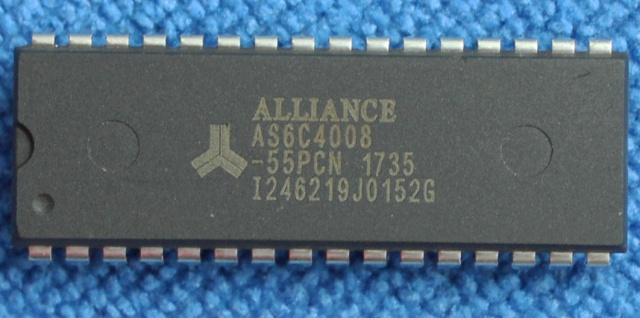 ALLIANCE
AS6C4008
-55PCN 1735
I246219J0152G